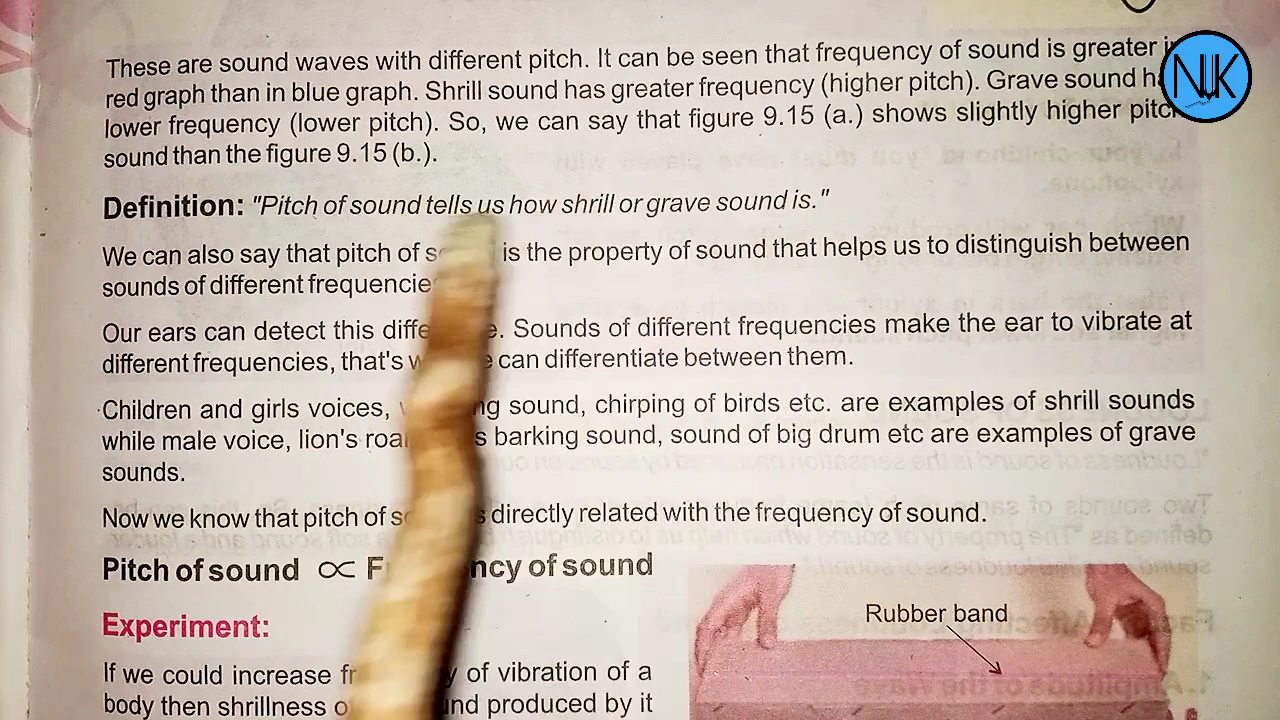 These are sound waves with different pitch. It can be seen that frequency of sound is greater
red graph than in blue graph. Shrill sound has greater frequency (higher pitch). Grave sound
lower frequency (lower pitch). So, we can say that figure 9.15 (a.) shows slightly higher pitch
sound than the figure 9.15 (b.).
Definition: "Pitch of sound tells us how shrill or grave sound is."
We can also say that pitch of is the property of sound that helps us to distinguish between
sounds of different
Our ears can detect this Sounds of different frequencies make the ear to vibrate at
different frequencies, that's can differentiate between them.
Children and girls voices, sound, chirping of birds etc. are examples of shrill sounds
while male voice, lion's barking sound, sound of big drum etc are examples of grave
sounds.
Now we know that pitch of directly related with the frequency of sound.
Pitch of sound ∝ of sound
Experiment:
If we could increase of vibration of a
body then shrillness produced by it
Rubber band
NJK